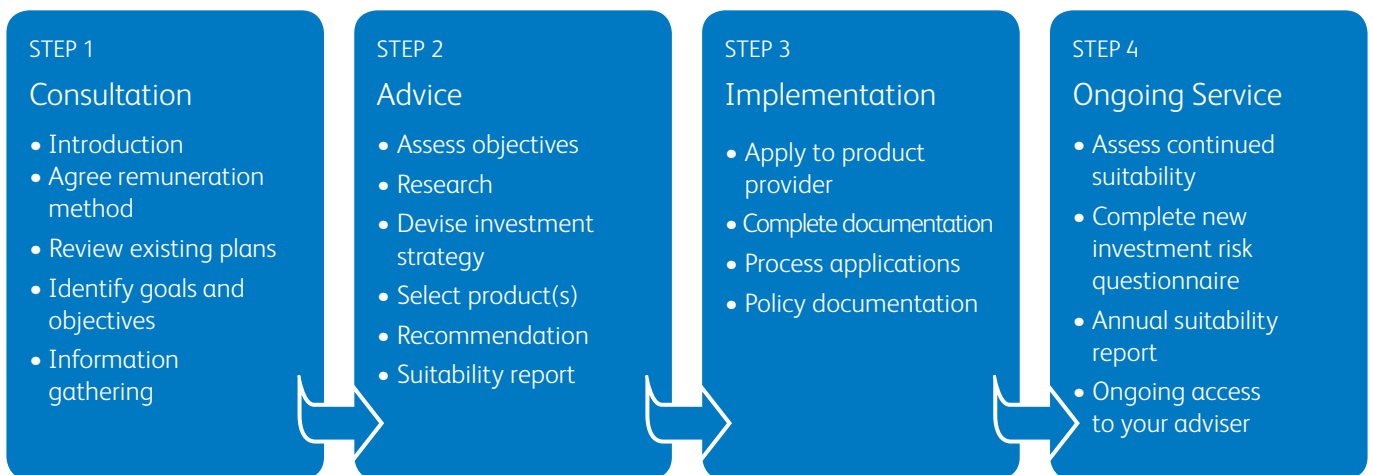 STEP 1
Consultation
• Introduction
• Agree remuneration
method
• Review existing plans
• Identify goals and
objectives
• Information
gathering
STEP 2
Advice
• Assess objectives
• Research
• Devise investment
strategy
• Select product(s)
• Recommendation
• Suitability report
STEP 3
Implementation
• Apply to product
provider
• Complete documentation
• Process applications
• Policy documentation
STEP 4
Ongoing Service
• Assess continued
suitability
• Complete new
investment risk
questionnaire
• Annual suitability
report
• Ongoing access
to your adviser